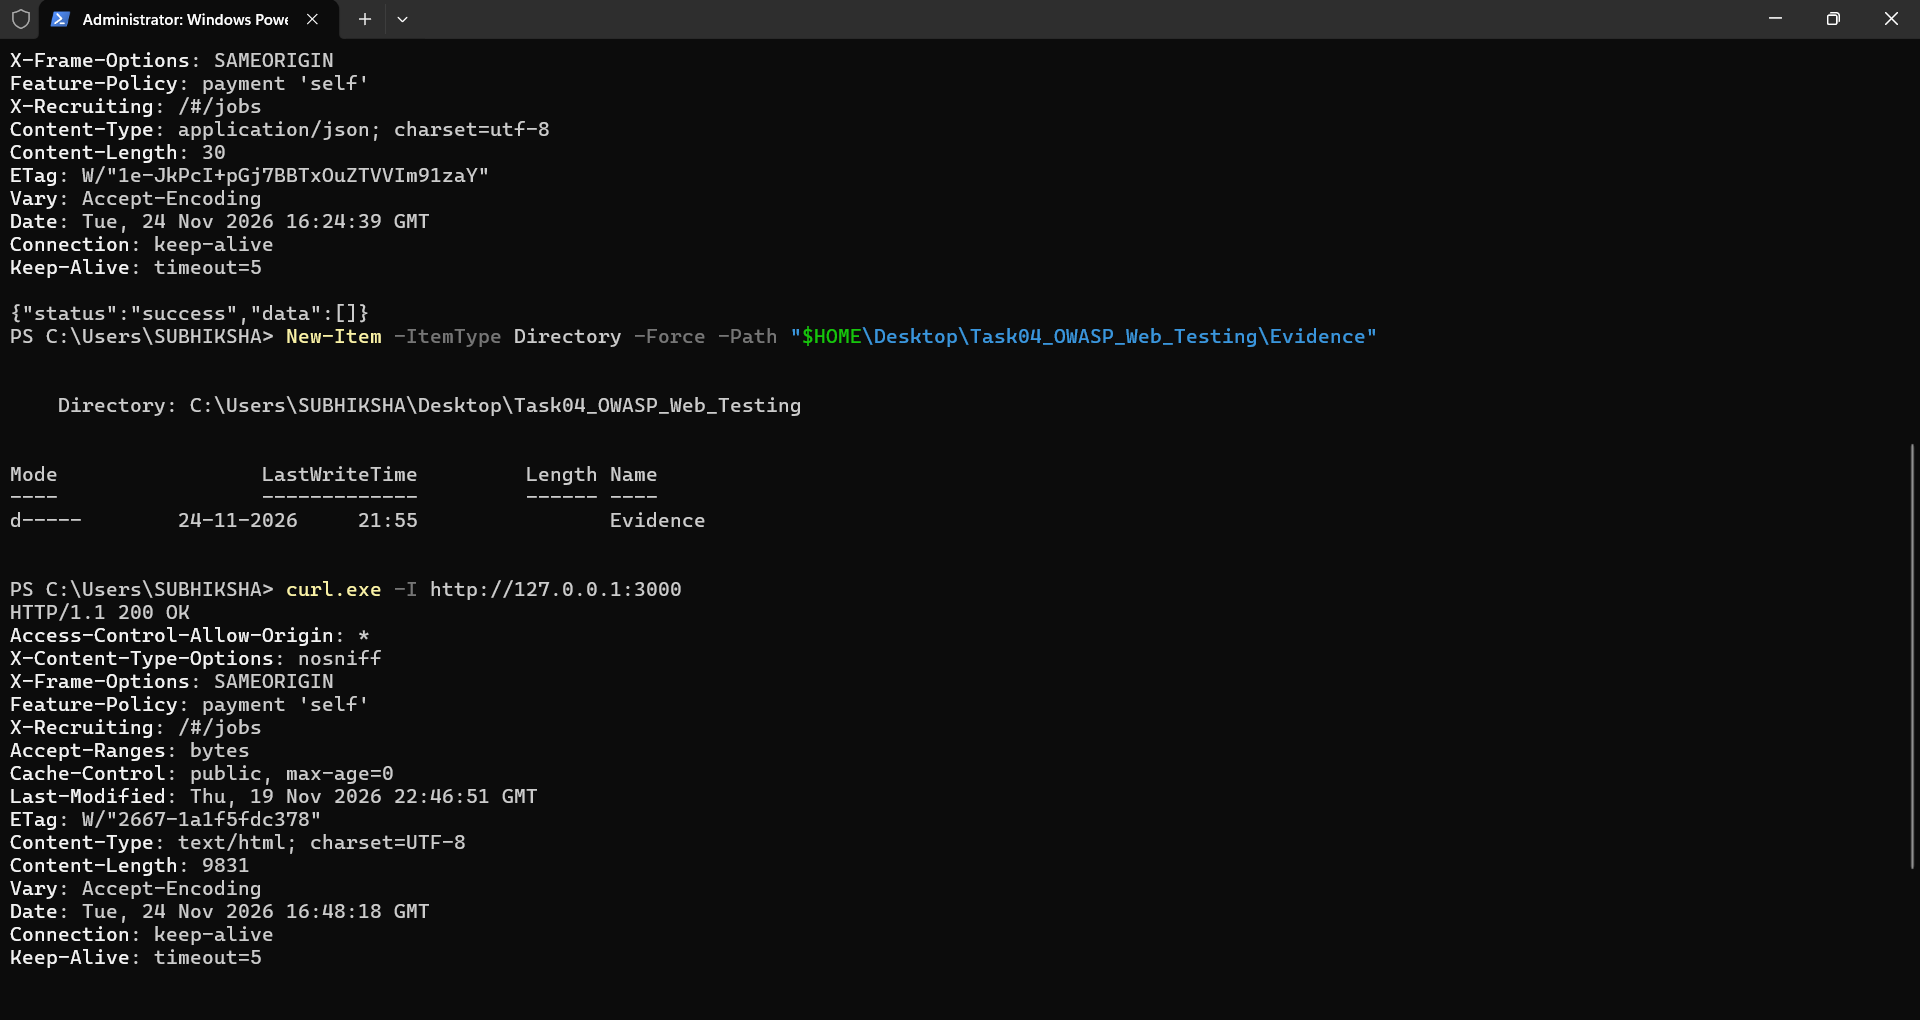 Administrator: Windows Powe
X-Frame-Options: SAMEORIGIN
Feature-Policy: payment 'self'
X-Recruiting: /#/jobs
Content-Type: application/json; charset=utf-8
Content-Length: 30
ETag: W/"1e-JkPcI+pGj7BBTxOuZTVVIm91zaY"
Vary: Accept-Encoding
Date: Tue, 24 Nov 2026 16:24:39 GMT
Connection: keep-alive
Keep-Alive: timeout=5
{"status":"success","data":[]}
PS C:\Users\SUBHIKSHA> New-Item -ItemType Directory -Force -Path "$HOME\Desktop\Task04_OWASP_Web_Testing\Evidence"
Directory: C:\Users\SUBHIKSHA\Desktop\Task04_OWASP_Web_Testing
Mode LastWriteTime Length Name
---- ------------- ------ ----
d----- 24-11-2026 21:55 Evidence
PS C:\Users\SUBHIKSHA> curl.exe -I http://127.0.0.1:3000
HTTP/1.1 200 OK
Access-Control-Allow-Origin: *
X-Content-Type-Options: nosniff
X-Frame-Options: SAMEORIGIN
Feature-Policy: payment 'self'
X-Recruiting: /#/jobs
Accept-Ranges: bytes
Cache-Control: public, max-age=0
Last-Modified: Thu, 19 Nov 2026 22:46:51 GMT
ETag: W/"2667-1a1f5fdc378"
Content-Type: text/html; charset=UTF-8
Content-Length: 9831
Vary: Accept-Encoding
Date: Tue, 24 Nov 2026 16:48:18 GMT
Connection: keep-alive
Keep-Alive: timeout=5